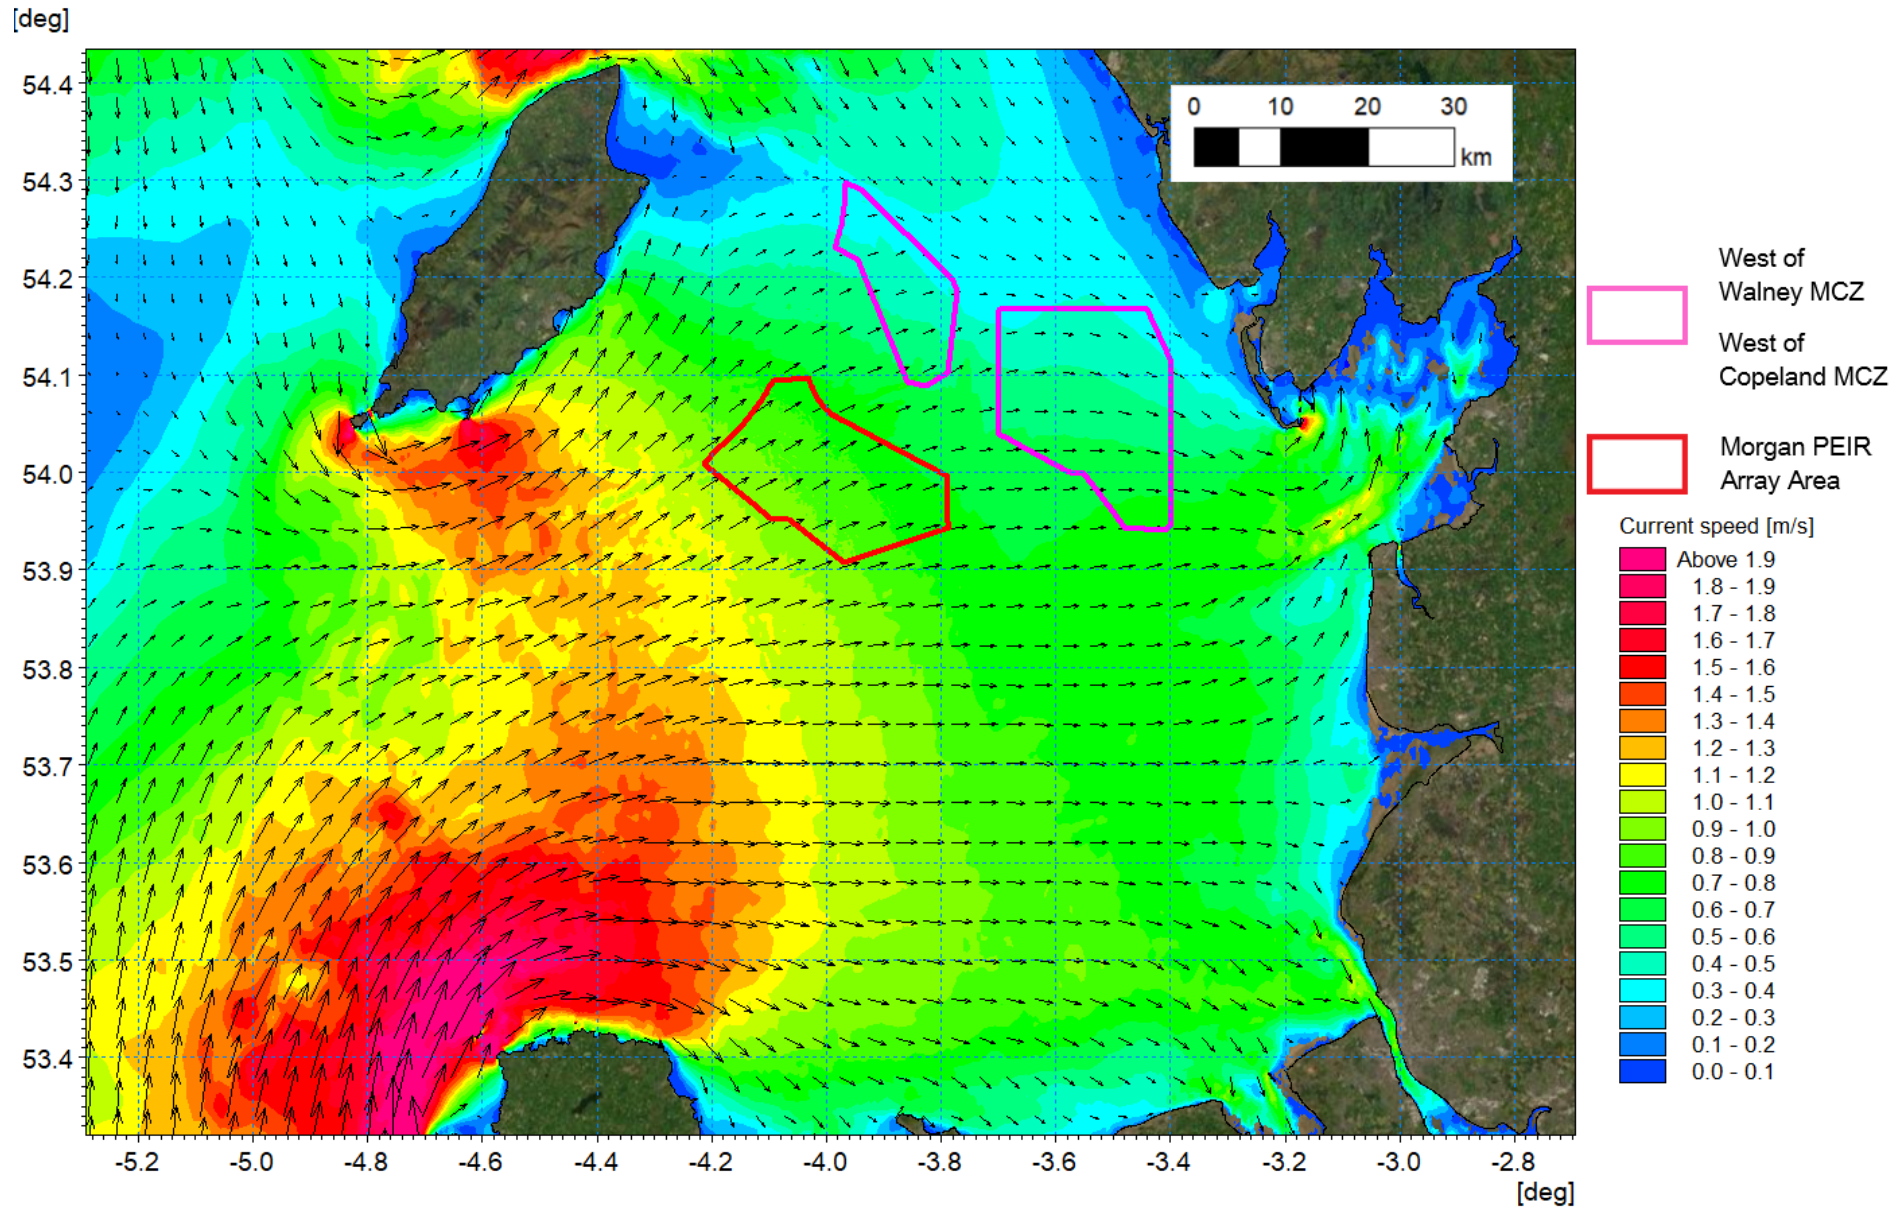 [deg]
54.4
54.3
54.2
54.1
54.0
53.9
53.8
53.7
53.6
53.5
53.4
-5.2 -5.0 -4.8 -4.6 -4.4 -4.2 -4.0 -3.8 -3.6 -3.4 -3.2 -3.0 -2.8
[deg]
0 10 20 30
km
West of
Walney MCZ
West of
Copeland MCZ
Morgan PEIR
Array Area
Current speed [m/s]
Above 1.9
1.8 - 1.9
1.7 - 1.8
1.6 - 1.7
1.5 - 1.6
1.4 - 1.5
1.3 - 1.4
1.2 - 1.3
1.1 - 1.2
1.0 - 1.1
0.9 - 1.0
0.8 - 0.9
0.7 - 0.8
0.6 - 0.7
0.5 - 0.6
0.4 - 0.5
0.3 - 0.4
0.2 - 0.3
0.1 - 0.2
0.0 - 0.1